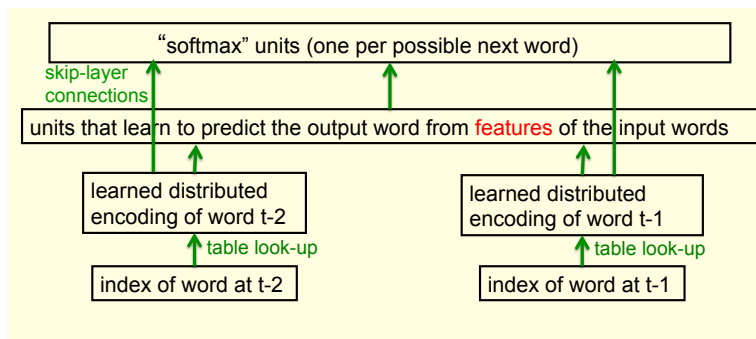 “softmax” units (one per possible next word)
skip-layer
connections
units that learn to predict the output word from features of the input words
learned distributed
encoding of word t-2
learned distributed
encoding of word t-1
table look-up
table look-up
index of word at t-2
index of word at t-1